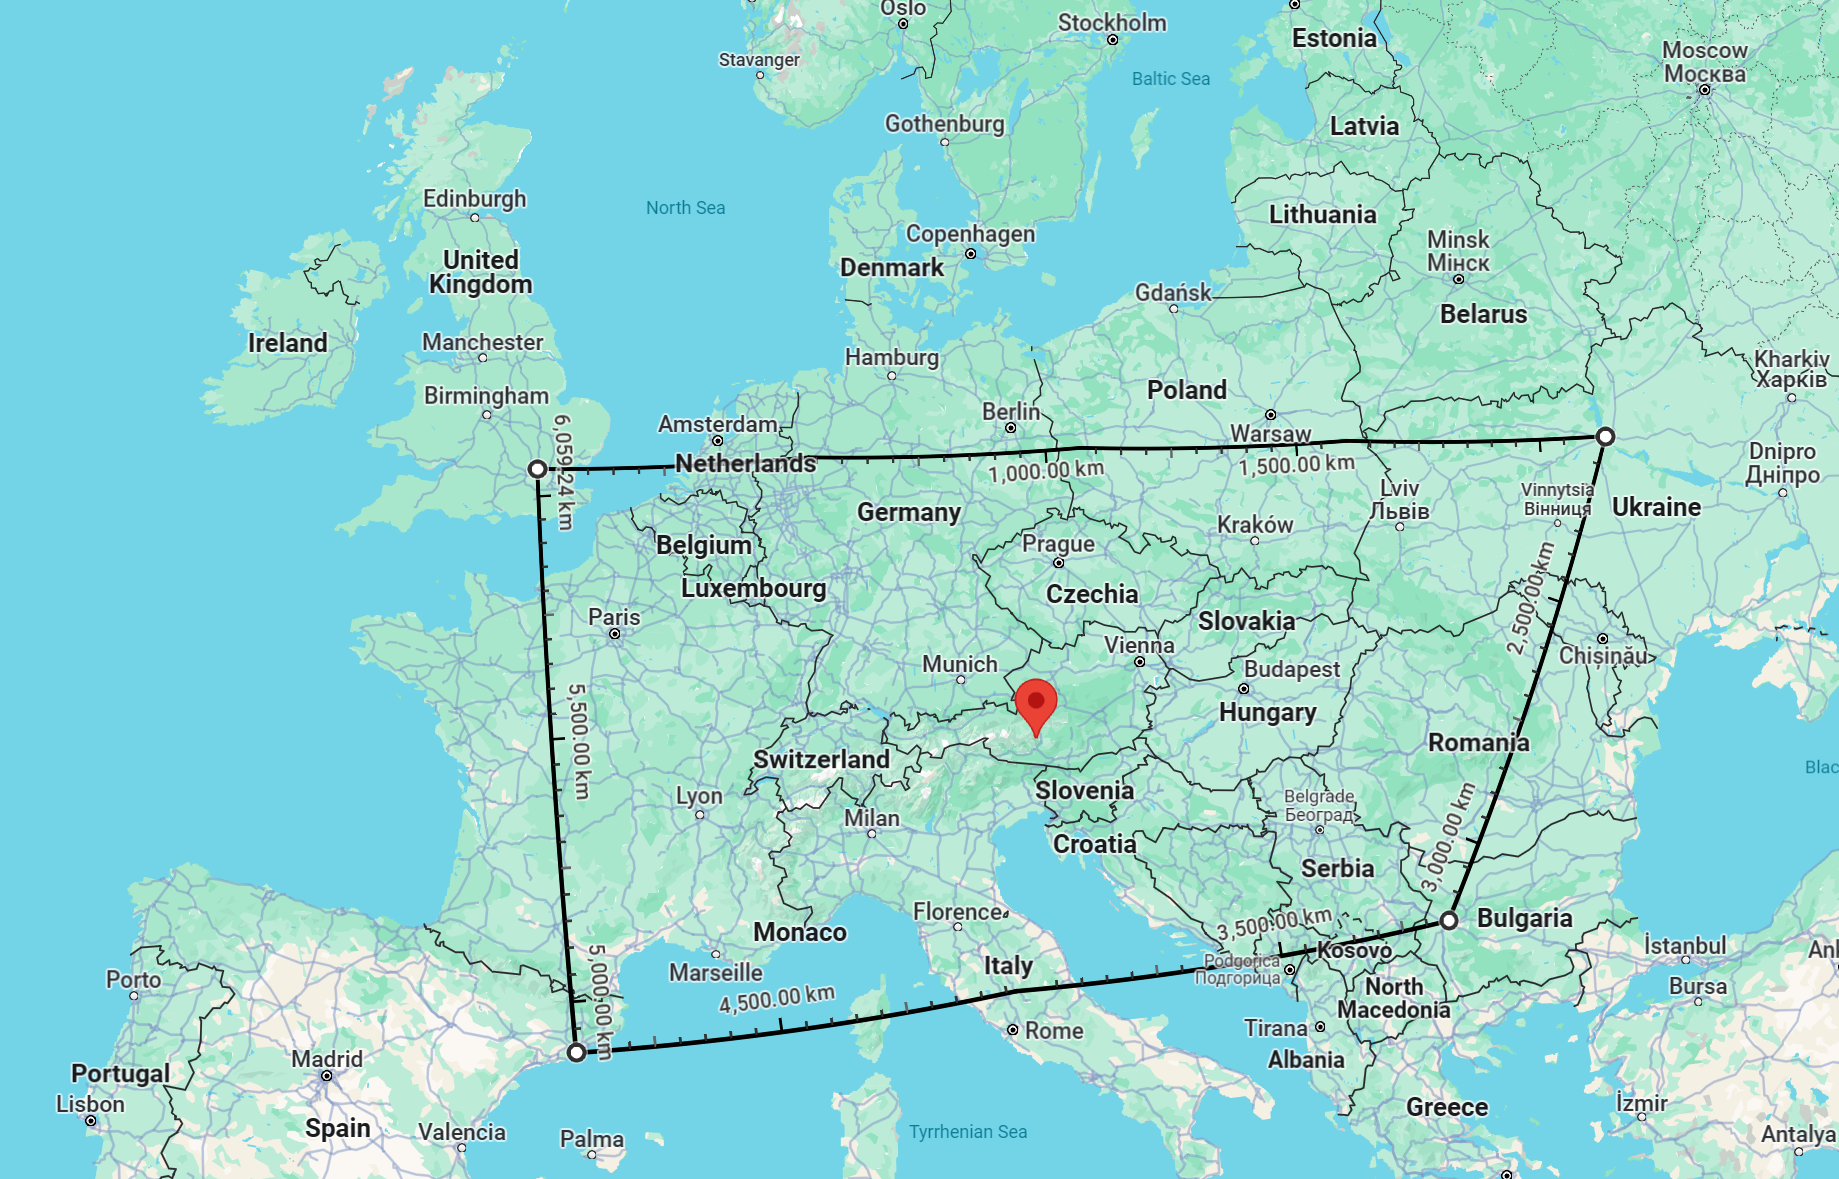 Oslo
Stockholm
Stavanger
Estonia
Moscow
Москва
Baltic Sea
Gothenburg
Latvia
Edinburgh
North Sea
Lithuania
Copenhagen
Minsk
Мінск
United
Kingdom
Denmark
Gdańsk
Belarus
Ireland
Manchester
Hamburg
Kharkiv
Харків
Birmingham
Poland
Berlin
Amsterdam
Warsaw
6,059.24 km
Netherlands
1,000.00 km
1,500.00 km
Dnipro
Дніпро
Lviv
Львів
Vinnytsia
Вінниця
Ukraine
Germany
Kraków
Belgium
Prague
Luxembourg
Czechia
2,500.00 km
Paris
Slovakia
Vienna
Chișinău
Munich
Budapest
Hungary
5,500.00 km
Romania
Switzerland
Slovenia
Blac
Lyon
Belgrade
Београд
Milan
Croatia
3,000.00 km
Serbia
Florence
3,500.00 km
Bulgaria
Monaco
Kosovo
İstanbul
Ank
Italy
Podgorica
Подгорица
Marseille
Porto
5,000.00 km
4,500.00 km
North
Macedonia
Bursa
Rome
Tirana
Albania
Madrid
Portugal
Lisbon
Greece
İzmir
Spain
Valencia
Palma
Tyrrhenian Sea
Antalya